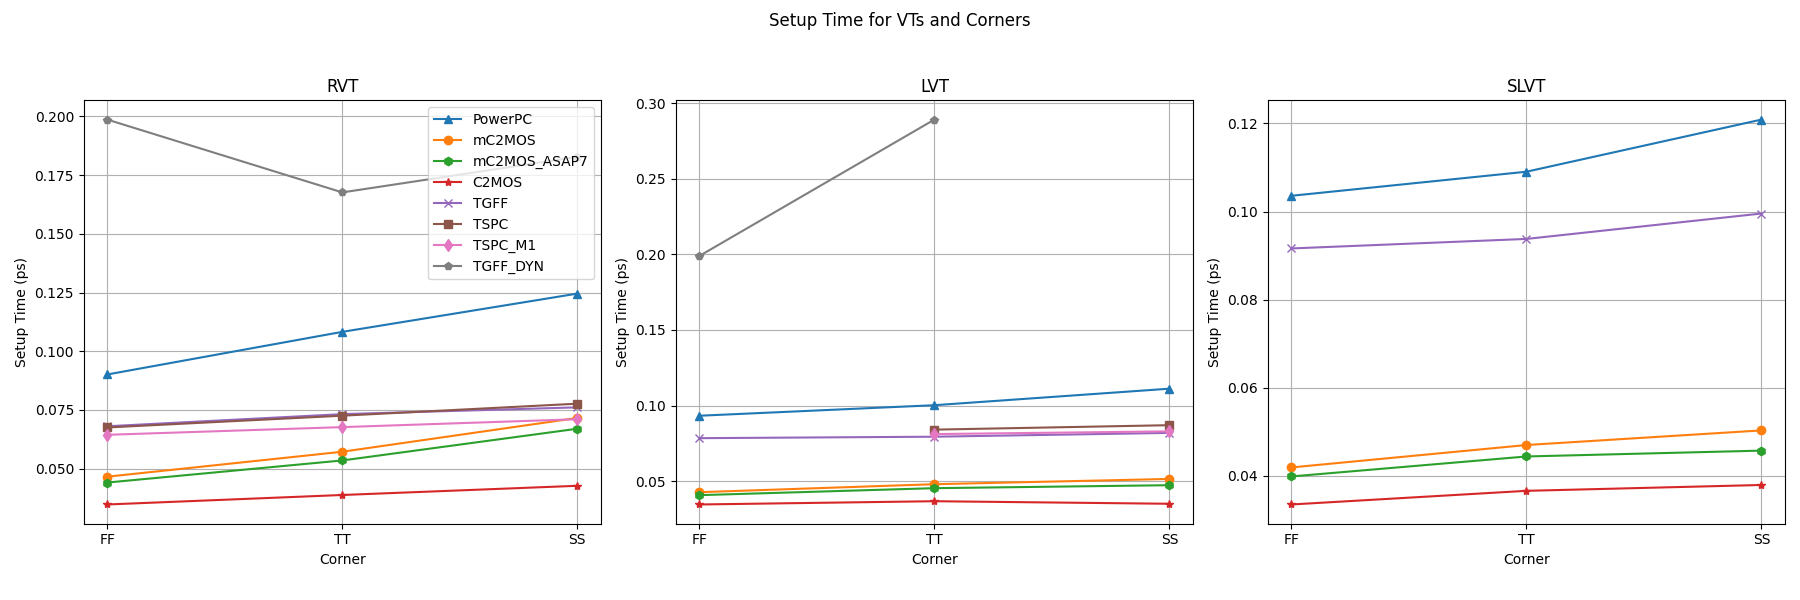 Setup Time for VTs and Corners
RVT
Setup Time (ps)
0.200
0.175
0.150
0.125
0.100
0.075
0.050
FF
TT
SS
Corner
PowerPC
mC2MOS
mC2MOS_ASAP7
C2MOS
TGFF
TSPC
TSPC_M1
TGFF_DYN
LVT
Setup Time (ps)
0.30
0.25
0.20
0.15
0.10
0.05
FF
TT
SS
Corner
SLVT
Setup Time (ps)
0.12
0.10
0.08
0.06
0.04
FF
TT
SS
Corner